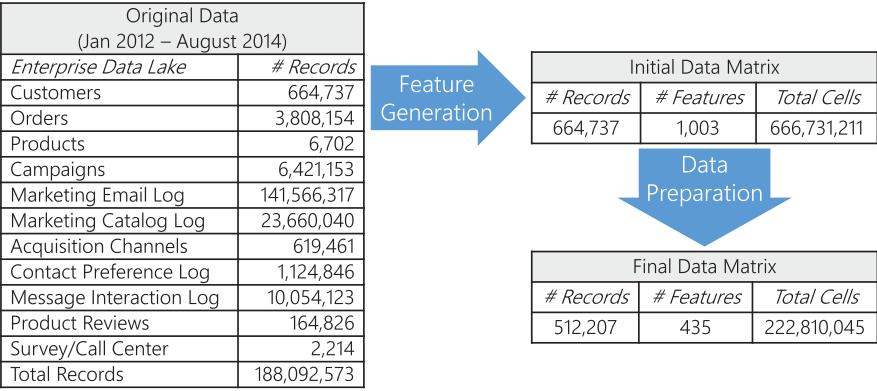 Original Data
(Jan 2012 – August 2014)
Enterprise Data Lake # Records
Customers 664,737
Orders 3,808,154
Products 6,702
Campaigns 6,421,153
Marketing Email Log 141,566,317
Marketing Catalog Log 23,660,040
Acquisition Channels 619,461
Contact Preference Log 1,124,846
Message Interaction Log 10,054,123
Product Reviews 164,826
Survey/Call Center 2,214
Total Records 188,092,573
Feature
Generation
Initial Data Matrix
# Records # Features Total Cells
664,737 1,003 666,731,211
Data
Preparation
Final Data Matrix
# Records # Features Total Cells
512,207 435 222,810,045